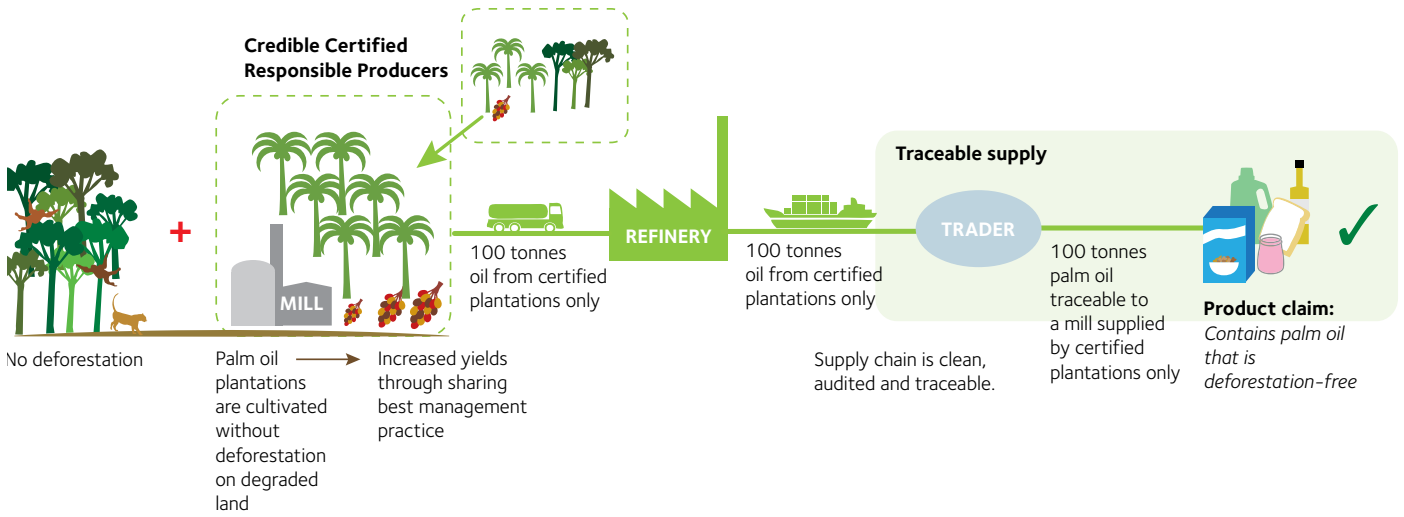 Credible Certified
Responsible Producers
No deforestation
MILL
Palm oil
plantations
are cultivated
without
deforestation
on degraded
land
Increased yields
through sharing
best management
practice
100 tonnes
oil from certified
plantations only
REFINERY
100 tonnes
oil from certified
plantations only
Supply chain is clean,
audited and traceable.
Traceable supply
TRADER
100 tonnes
palm oil
traceable to
a mill supplied
by certified
plantations only
Product claim:
Contains palm oil
that is
deforestation-free